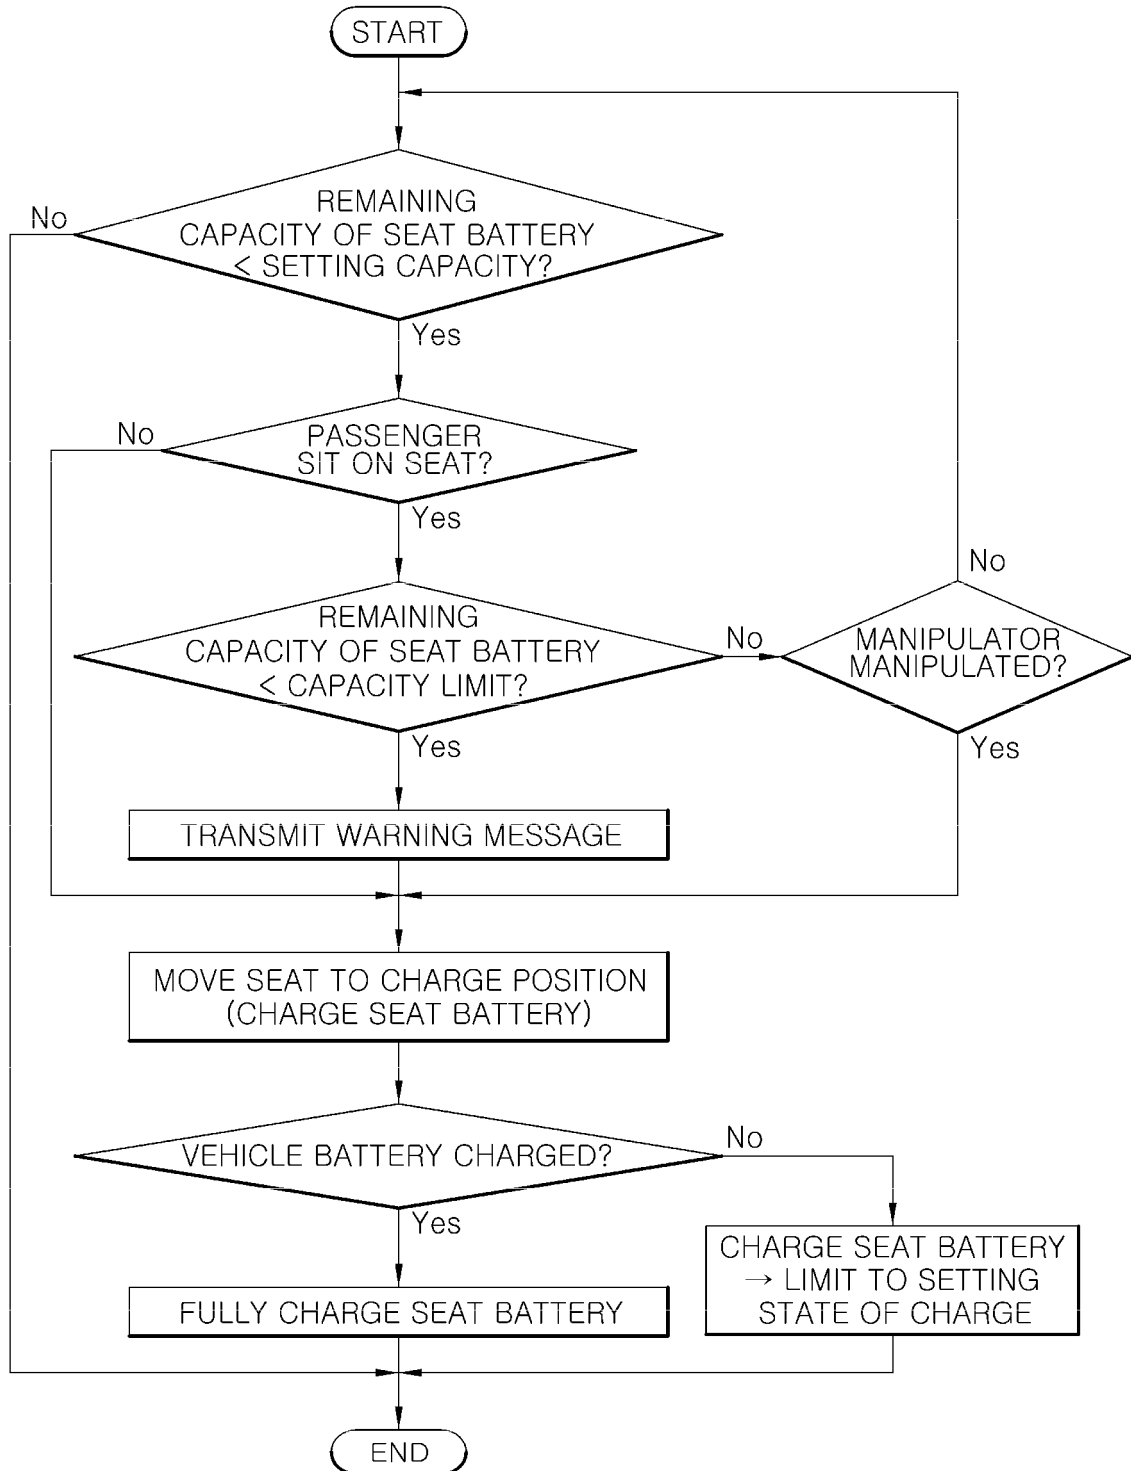 START
REMAINING
CAPACITY OF SEAT BATTERY
< SETTING CAPACITY?
No
Yes
PASSENGER
SIT ON SEAT?
No
Yes
REMAINING
CAPACITY OF SEAT BATTERY
< CAPACITY LIMIT?
No
Yes
MANIPULATOR
MANIPULATED?
No
Yes
TRANSMIT WARNING MESSAGE
MOVE SEAT TO CHARGE POSITION
(CHARGE SEAT BATTERY)
VEHICLE BATTERY CHARGED?
No
Yes
CHARGE SEAT BATTERY
→ LIMIT TO SETTING
STATE OF CHARGE
FULLY CHARGE SEAT BATTERY
END